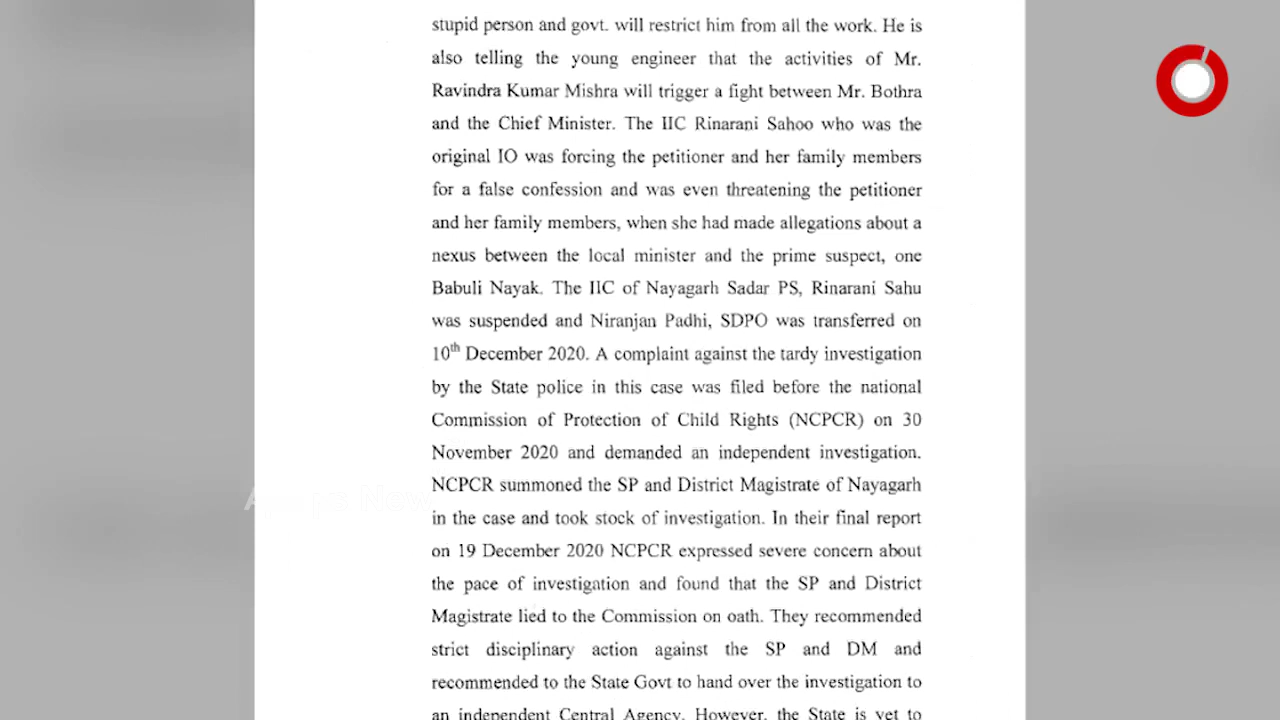 stupid person and govt. will restrict him from all the work. He is
also telling the young engineer that the activities of Mr.
Ravindra Kumar Mishra will trigger a fight between Mr. Bothra
and the Chief Minister. The IIC Rinarani Sahoo who was the
original IO was forcing the petitioner and her family members
for a false confession and was even threatening the petitioner
and her family members, when she had made allegations about a
nexus between the local minister and the prime suspect, one
Babuli Nayak. The IIC of Nayagarh Sadar PS, Rinarani Sahu
was suspended and Niranjan Padhi, SDPO was transferred on
10th December 2020. A complaint against the tardy investigation
by the State police in this case was filed before the national
Commission of Protection of Child Rights (NCPCR) on 30
November 2020 and demanded an independent investigation.
NCPCR summoned the SP and District Magistrate of Nayagarh
in the case and took stock of investigation. In their final report
on 19 December 2020 NCPCR expressed severe concern about
the pace of investigation and found that the SP and District
Magistrate lied to the Commission on oath. They recommended
strict disciplinary action against the SP and DM and
recommended to the State Govt to hand over the investigation to
an independent Central Agency. However, the State is yet to